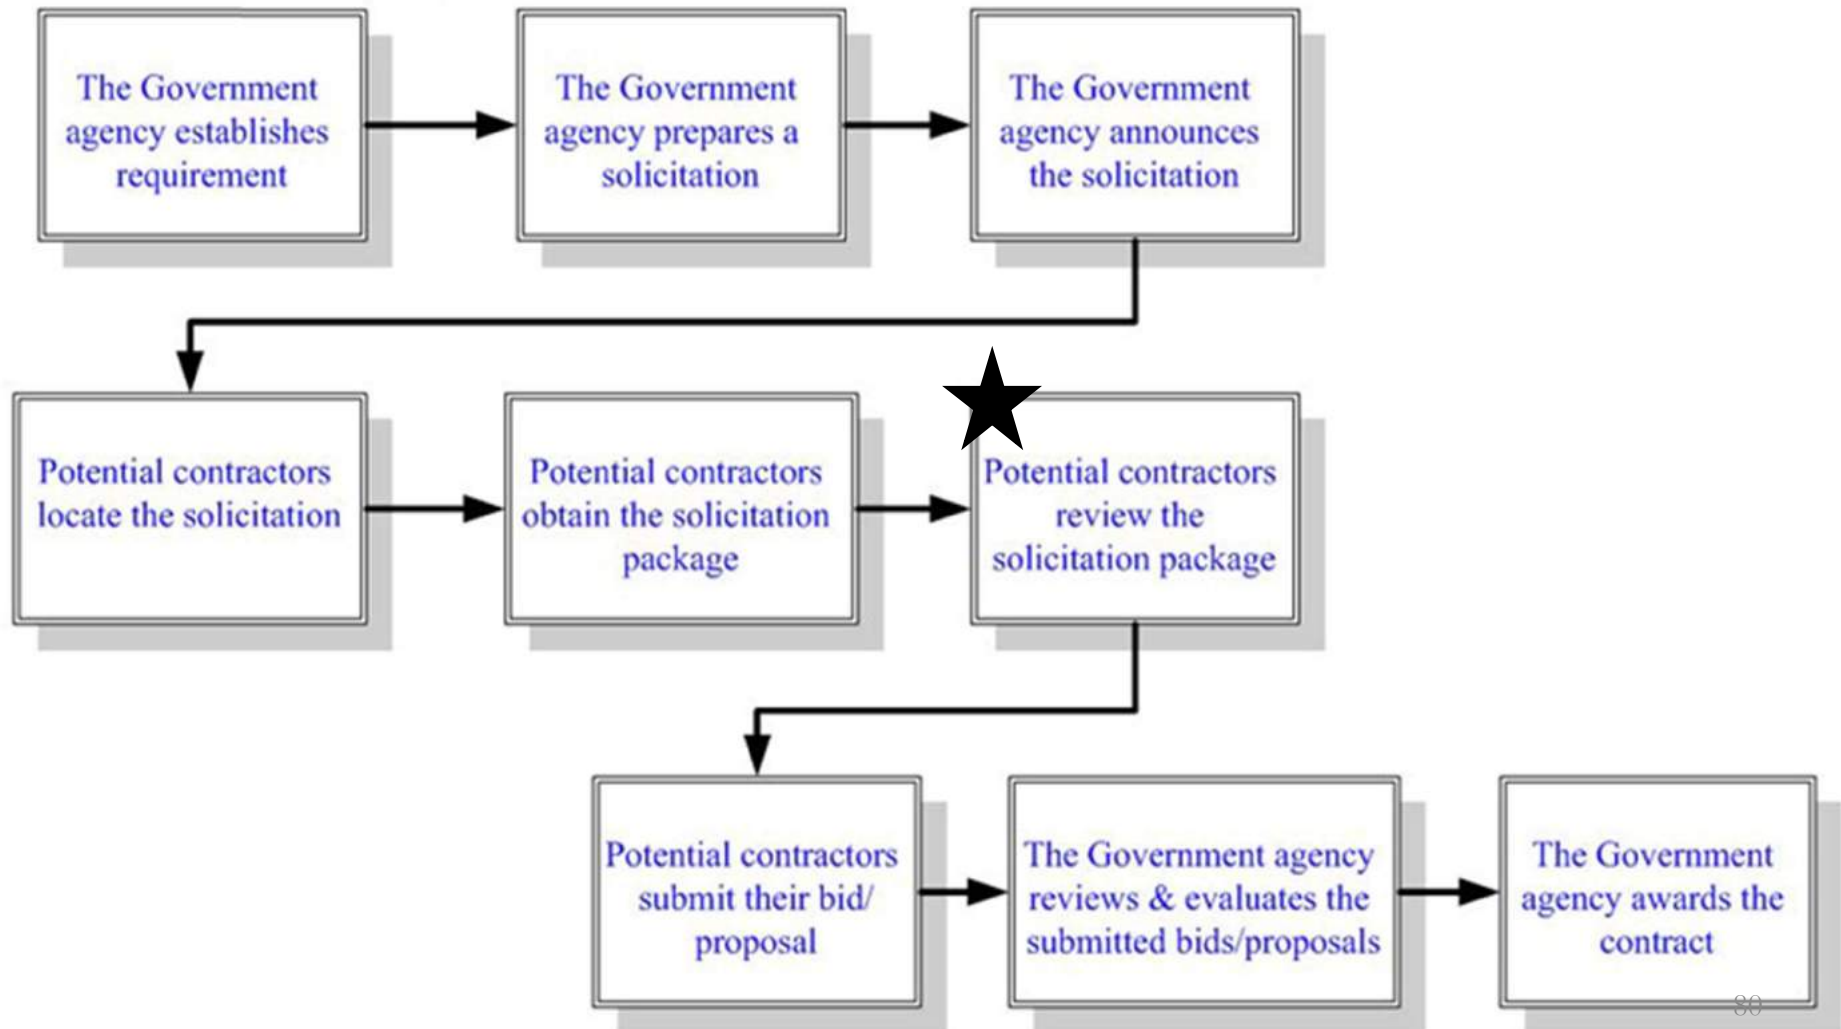 The Government
agency establishes
requirement
The Government
agency prepares a
solicitation
The Government
agency announces
the solicitation
Potential contractors
locate the solicitation
Potential contractors
obtain the solicitation
package
Potential contractors
review the
solicitation package
Potential contractors
submit their bid/
proposal
The Government agency
reviews & evaluates the
submitted bids/proposals
The Government
agency awards the
contract
80